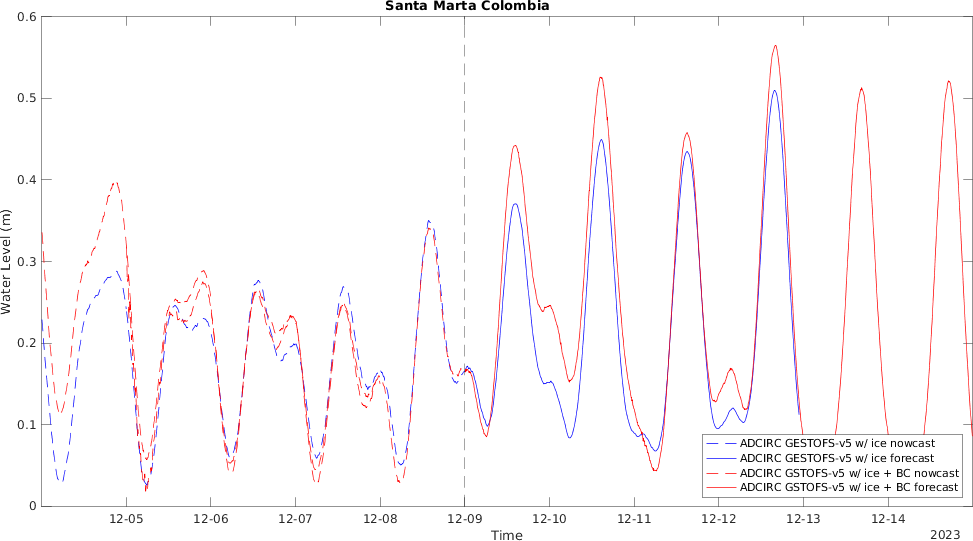 Santa Marta Colombia
0.6
0.5
0.4
0.3
0.2
0.1
0
Water Level (m)
12-05 12-06 12-07 12-08 12-09 12-10 12-11 12-12 12-13 12-14
Time
2023
ADCIRC GESTOFS-v5 w/ ice nowcast
ADCIRC GESTOFS-v5 w/ ice forecast
ADCIRC GSTOFS-v5 w/ ice + BC nowcast
ADCIRC GSTOFS-v5 w/ ice + BC forecast